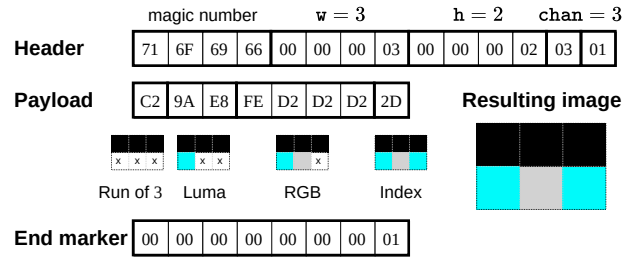 magic number w = 3 h = 2 chan = 3
Header 71 6F 69 66 00 00 00 03 00 00 00 02 03 01
Payload C2 9A E8 FE D2 D2 D2 2D Resulting image
x x x x x x
Run of 3 Luma RGB Index
End marker 00 00 00 00 00 00 00 01